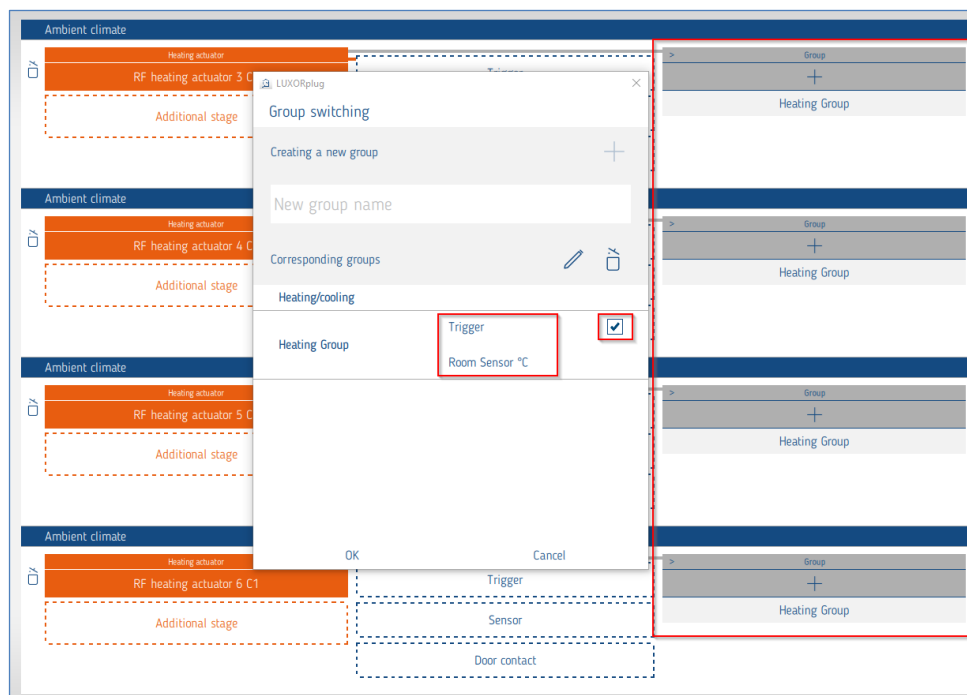 Ambient climate
Heating actuator
RF heating actuator 3 C
Additional stage
> Group
Heating Group
LUXORplug
Group switching
Creating a new group
New group name
Corresponding groups
Heating/cooling
Heating Group
Trigger
Room Sensor °C
OK
Cancel
Ambient climate
Heating actuator
RF heating actuator 4 C
Additional stage
> Group
Heating Group
Ambient climate
Heating actuator
RF heating actuator 5 C
Additional stage
> Group
Heating Group
Ambient climate
Heating actuator
RF heating actuator 6 C1
Additional stage
Trigger
Sensor
Door contact
> Group
Heating Group